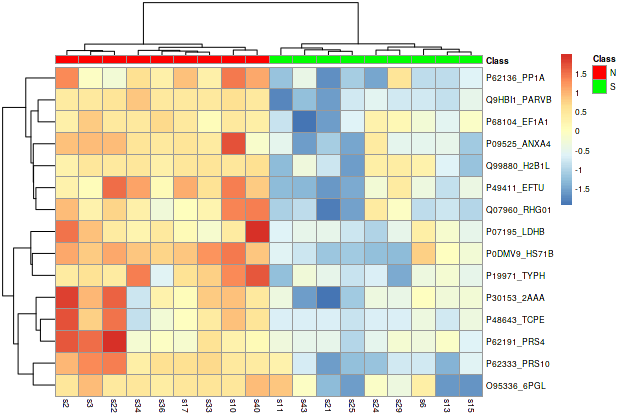 Class
P62136_PP1A
Q9HBI1_PARVB
P68104_EF1A1
P09525_ANXA4
Q99880_H2B1L
P49411_EFTU
Q07960_RHG01
P07195_LDHB
P0DMV9_HS71B
P19971_TYPH
P30153_2AAA
P48643_TCPE
P62191_PRS4
P62333_PRS10
O95336_6PGL
s2 s3 s22 s34 s36 s17 s33 s10 s40 s11 s43 s21 s25 s24 s29 s6 s13 s15
1.5
1
0.5
0
-0.5
-1
-1.5
Class
N
S